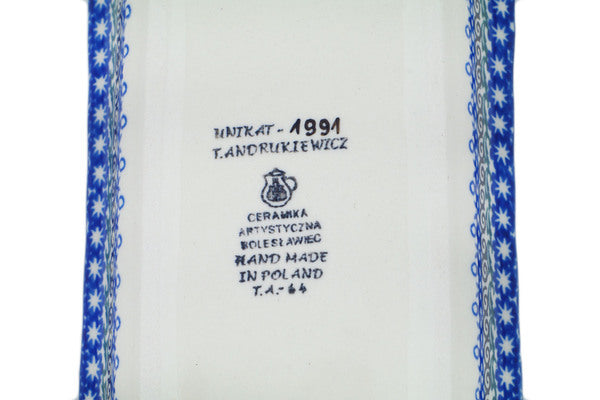 UNIKAT - 1991
T.ANDRUKIEWICZ
CERAMIKA
ARTYSTYCZNA
BOLESŁAWIEC
HAND MADE
IN POLAND
T.A.-64